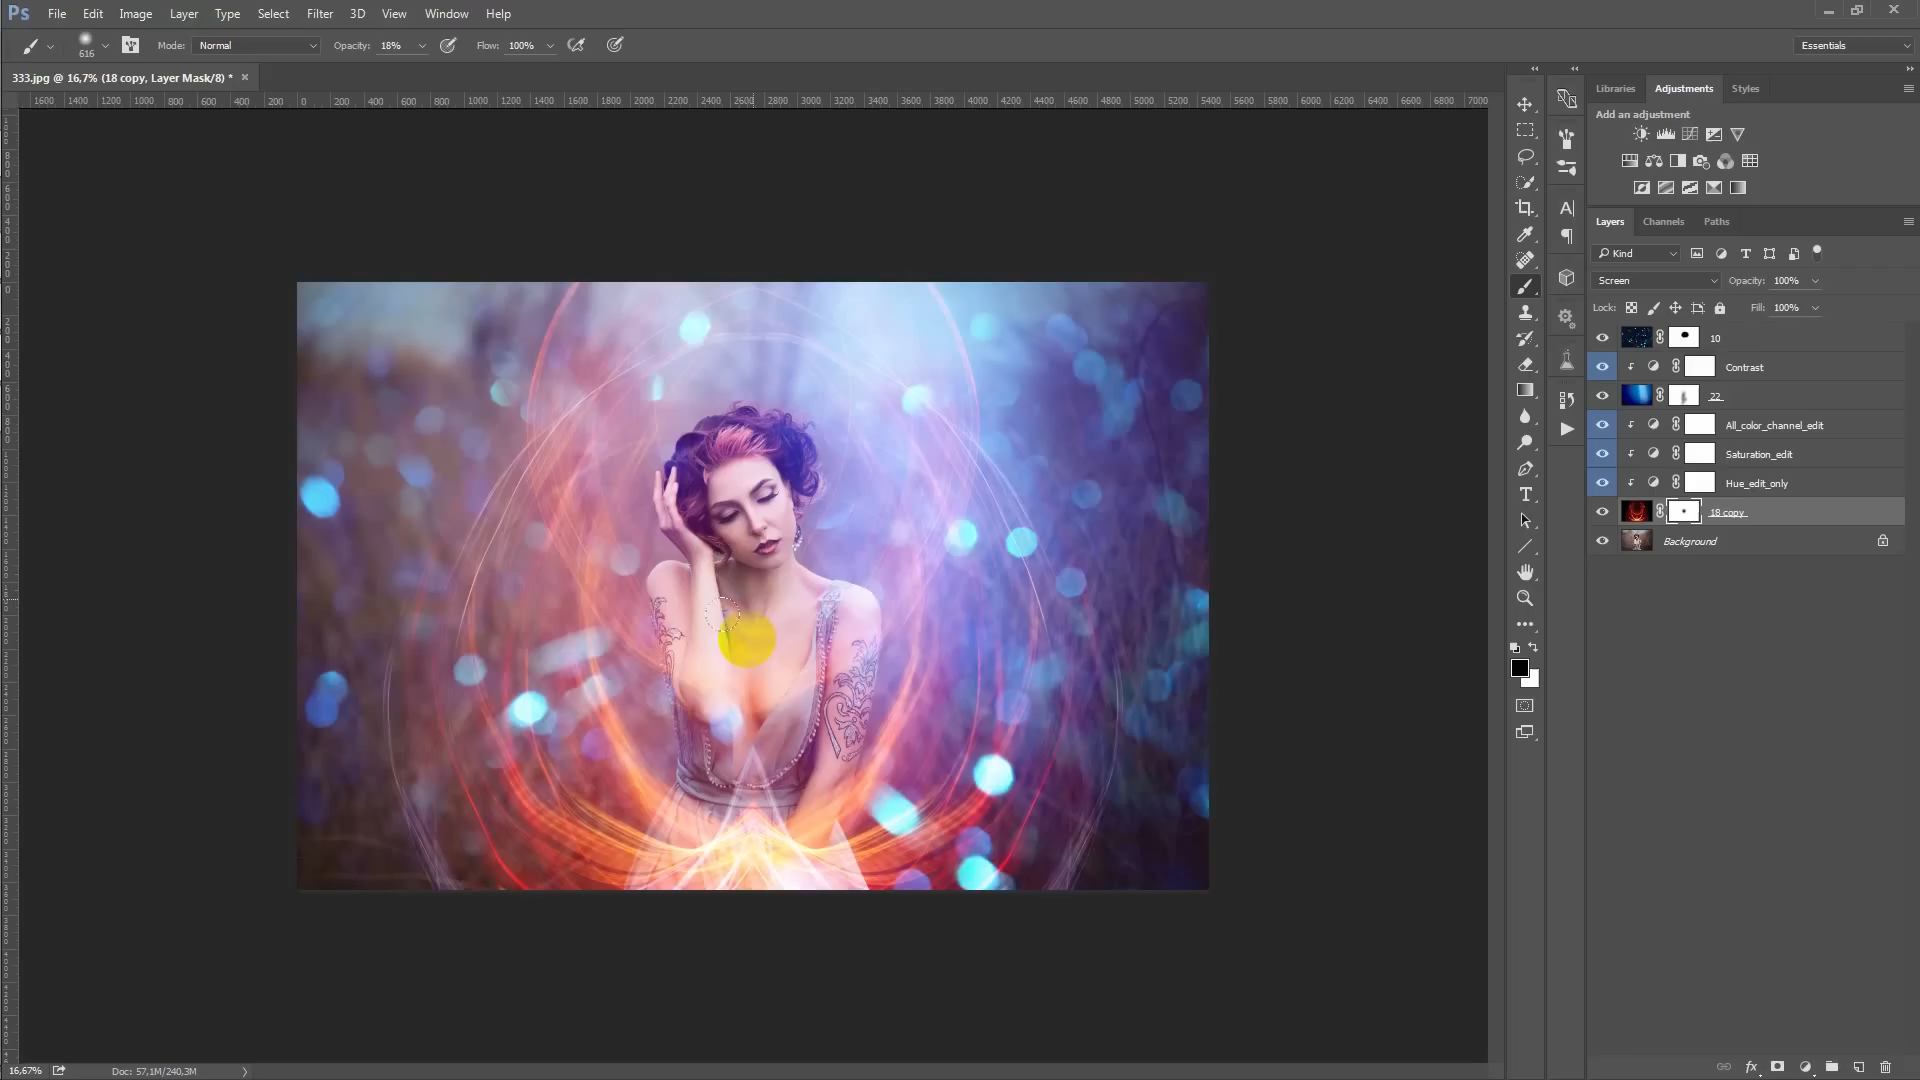 Ps File Edit Image Layer Type Select Filter 3D View Window Help
616 Mode: Normal Opacity: 18% Flow: 100% Essentials
333.jpg @ 16,7% (18 copy, Layer Mask/8) * ×
1600 1400 1200 1000 800 600 400 200 0 200 400 600 800 1000 1200 1400 1600 1800 2000 2200 2400 2600 2800 3000 3200 3400 3600 3800 4000 4200 4400 4600 4800 5000 5200 5400 5600 5800 6000 6200 6400 6600 6800 7000
Libraries Adjustments Styles
Add an adjustment
Layers Channels Paths
Kind
Screen Opacity: 100%
Lock: Fill: 100%
10
Contrast
22
All_color_channel_edit
Saturation_edit
Hue_edit_only
18 copy
Background
16,67% Doc: 57,1M/240,3M